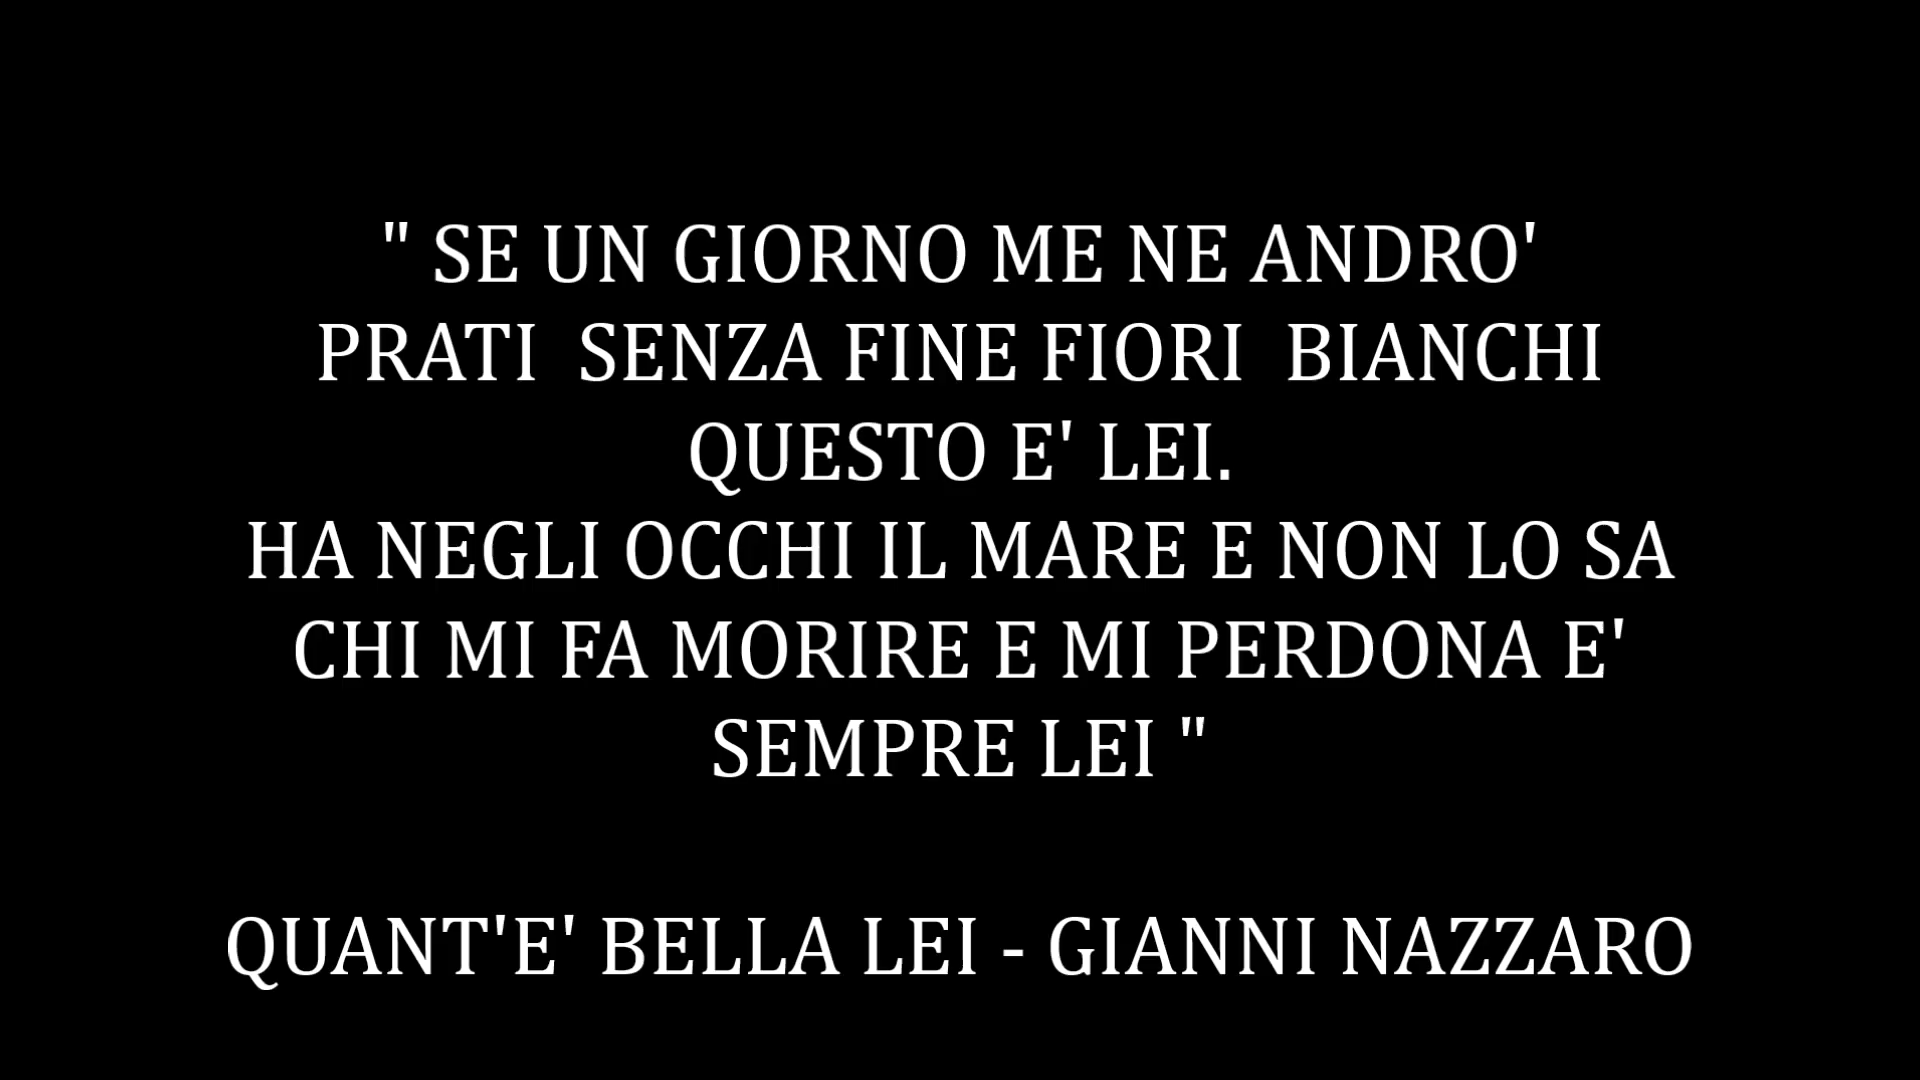 " SE UN GIORNO ME NE ANDRO'
PRATI  SENZA FINE FIORI  BIANCHI
QUESTO E' LEI.
HA NEGLI OCCHI IL MARE E NON LO SA
CHI MI FA MORIRE E MI PERDONA E'
SEMPRE LEI "
QUANT'E' BELLA LEI - GIANNI NAZZARO